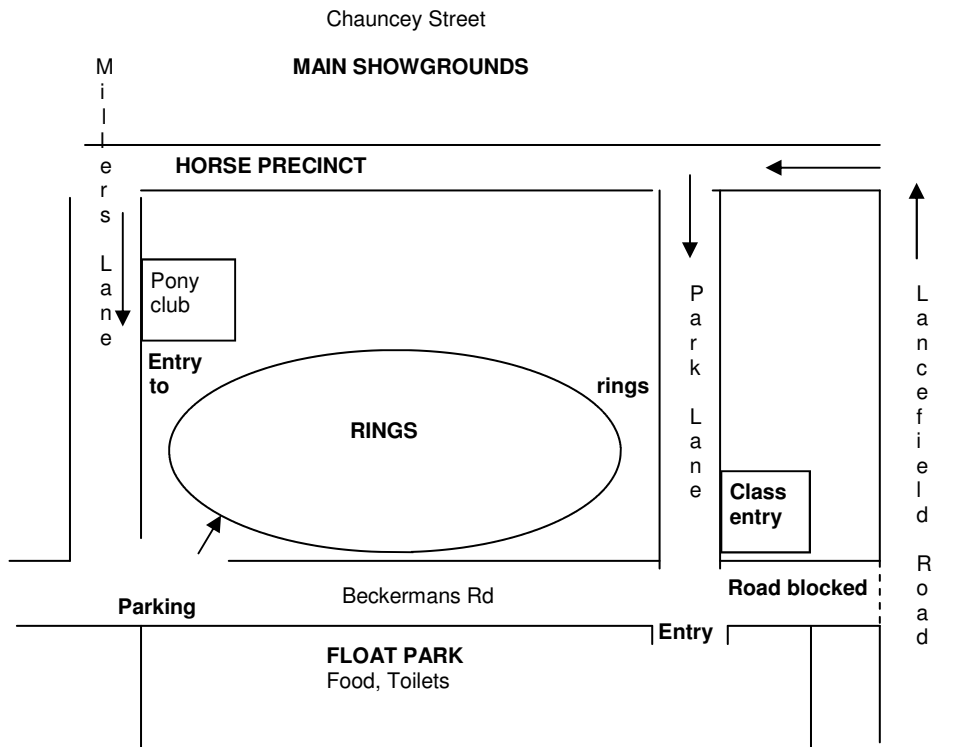 Chauncey Street
MAIN SHOWGROUNDS
Millers Lane
HORSE PRECINCT
Pony
club
Entry
to
rings
RINGS
Park Lane
Lancefield Road
Class
entry
Road blocked
Beckermans Rd
Parking
Entry
FLOAT PARK
Food, Toilets